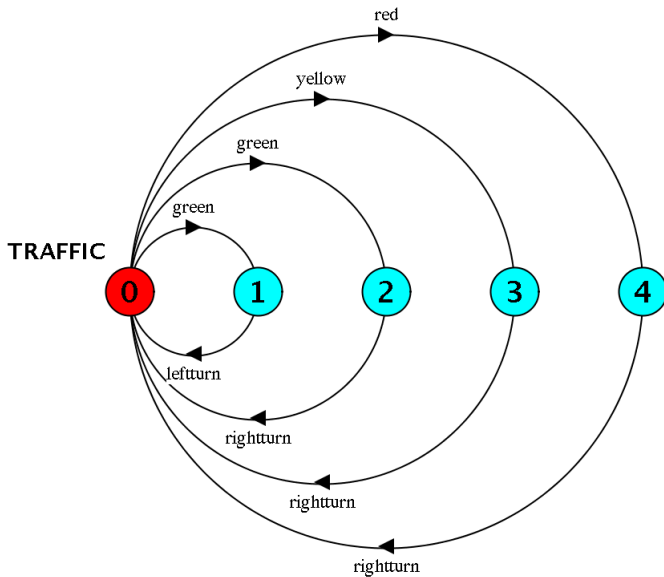 red
yellow
green
green
TRAFFIC
0 1 2 3 4
leftturn
rightturn
rightturn
rightturn